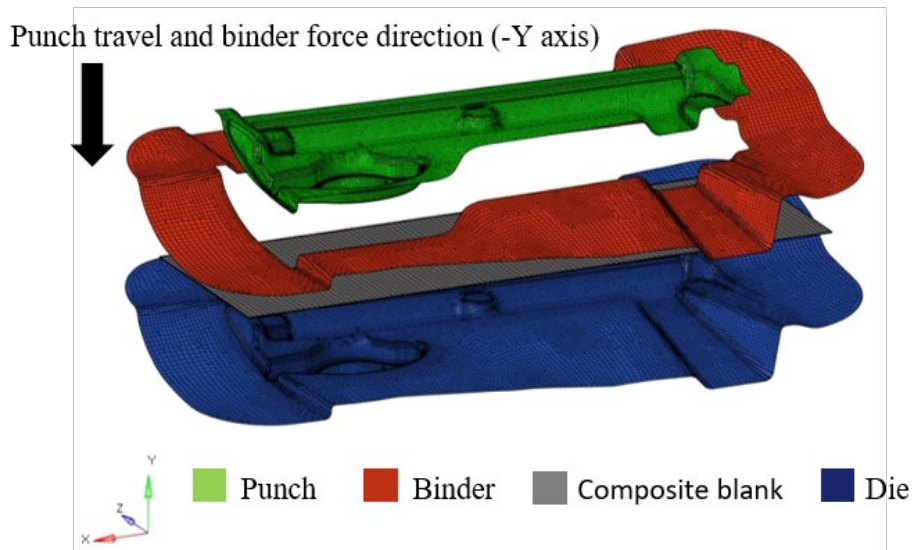 Punch travel and binder force direction (-Y axis)
Y
Z
X
Punch
Binder
Composite blank
Die